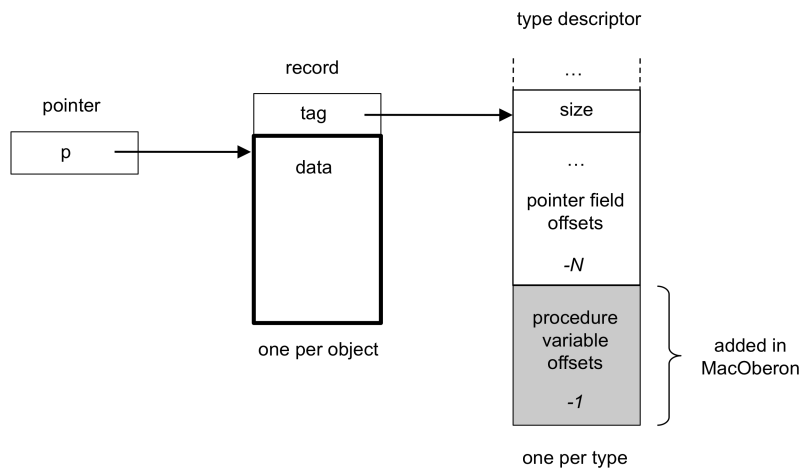 type descriptor
…
record
pointer
tag
size
p
data
…
pointer field
offsets
-N
procedure
variable
offsets
-1
one per object
added in
MacOberon
one per type